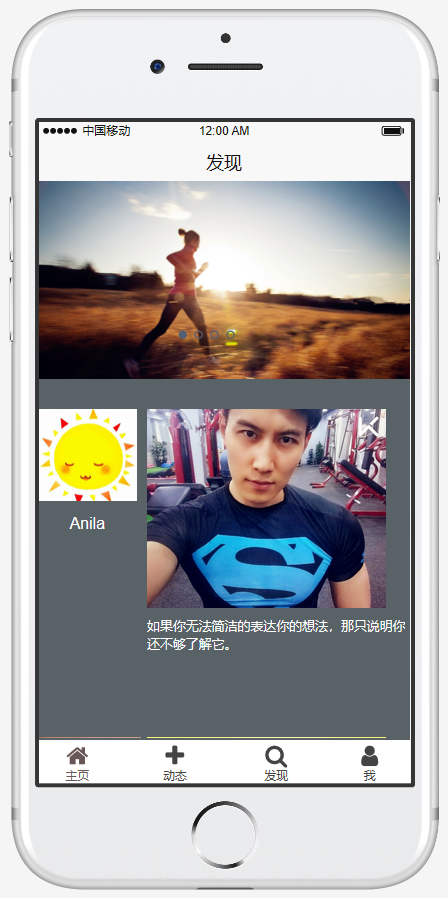 中国移动
12:00 AM
发现
Anila
如果你无法简洁的表达你的想法，那只说明你
还不够了解它。
主页
动态
发现
我